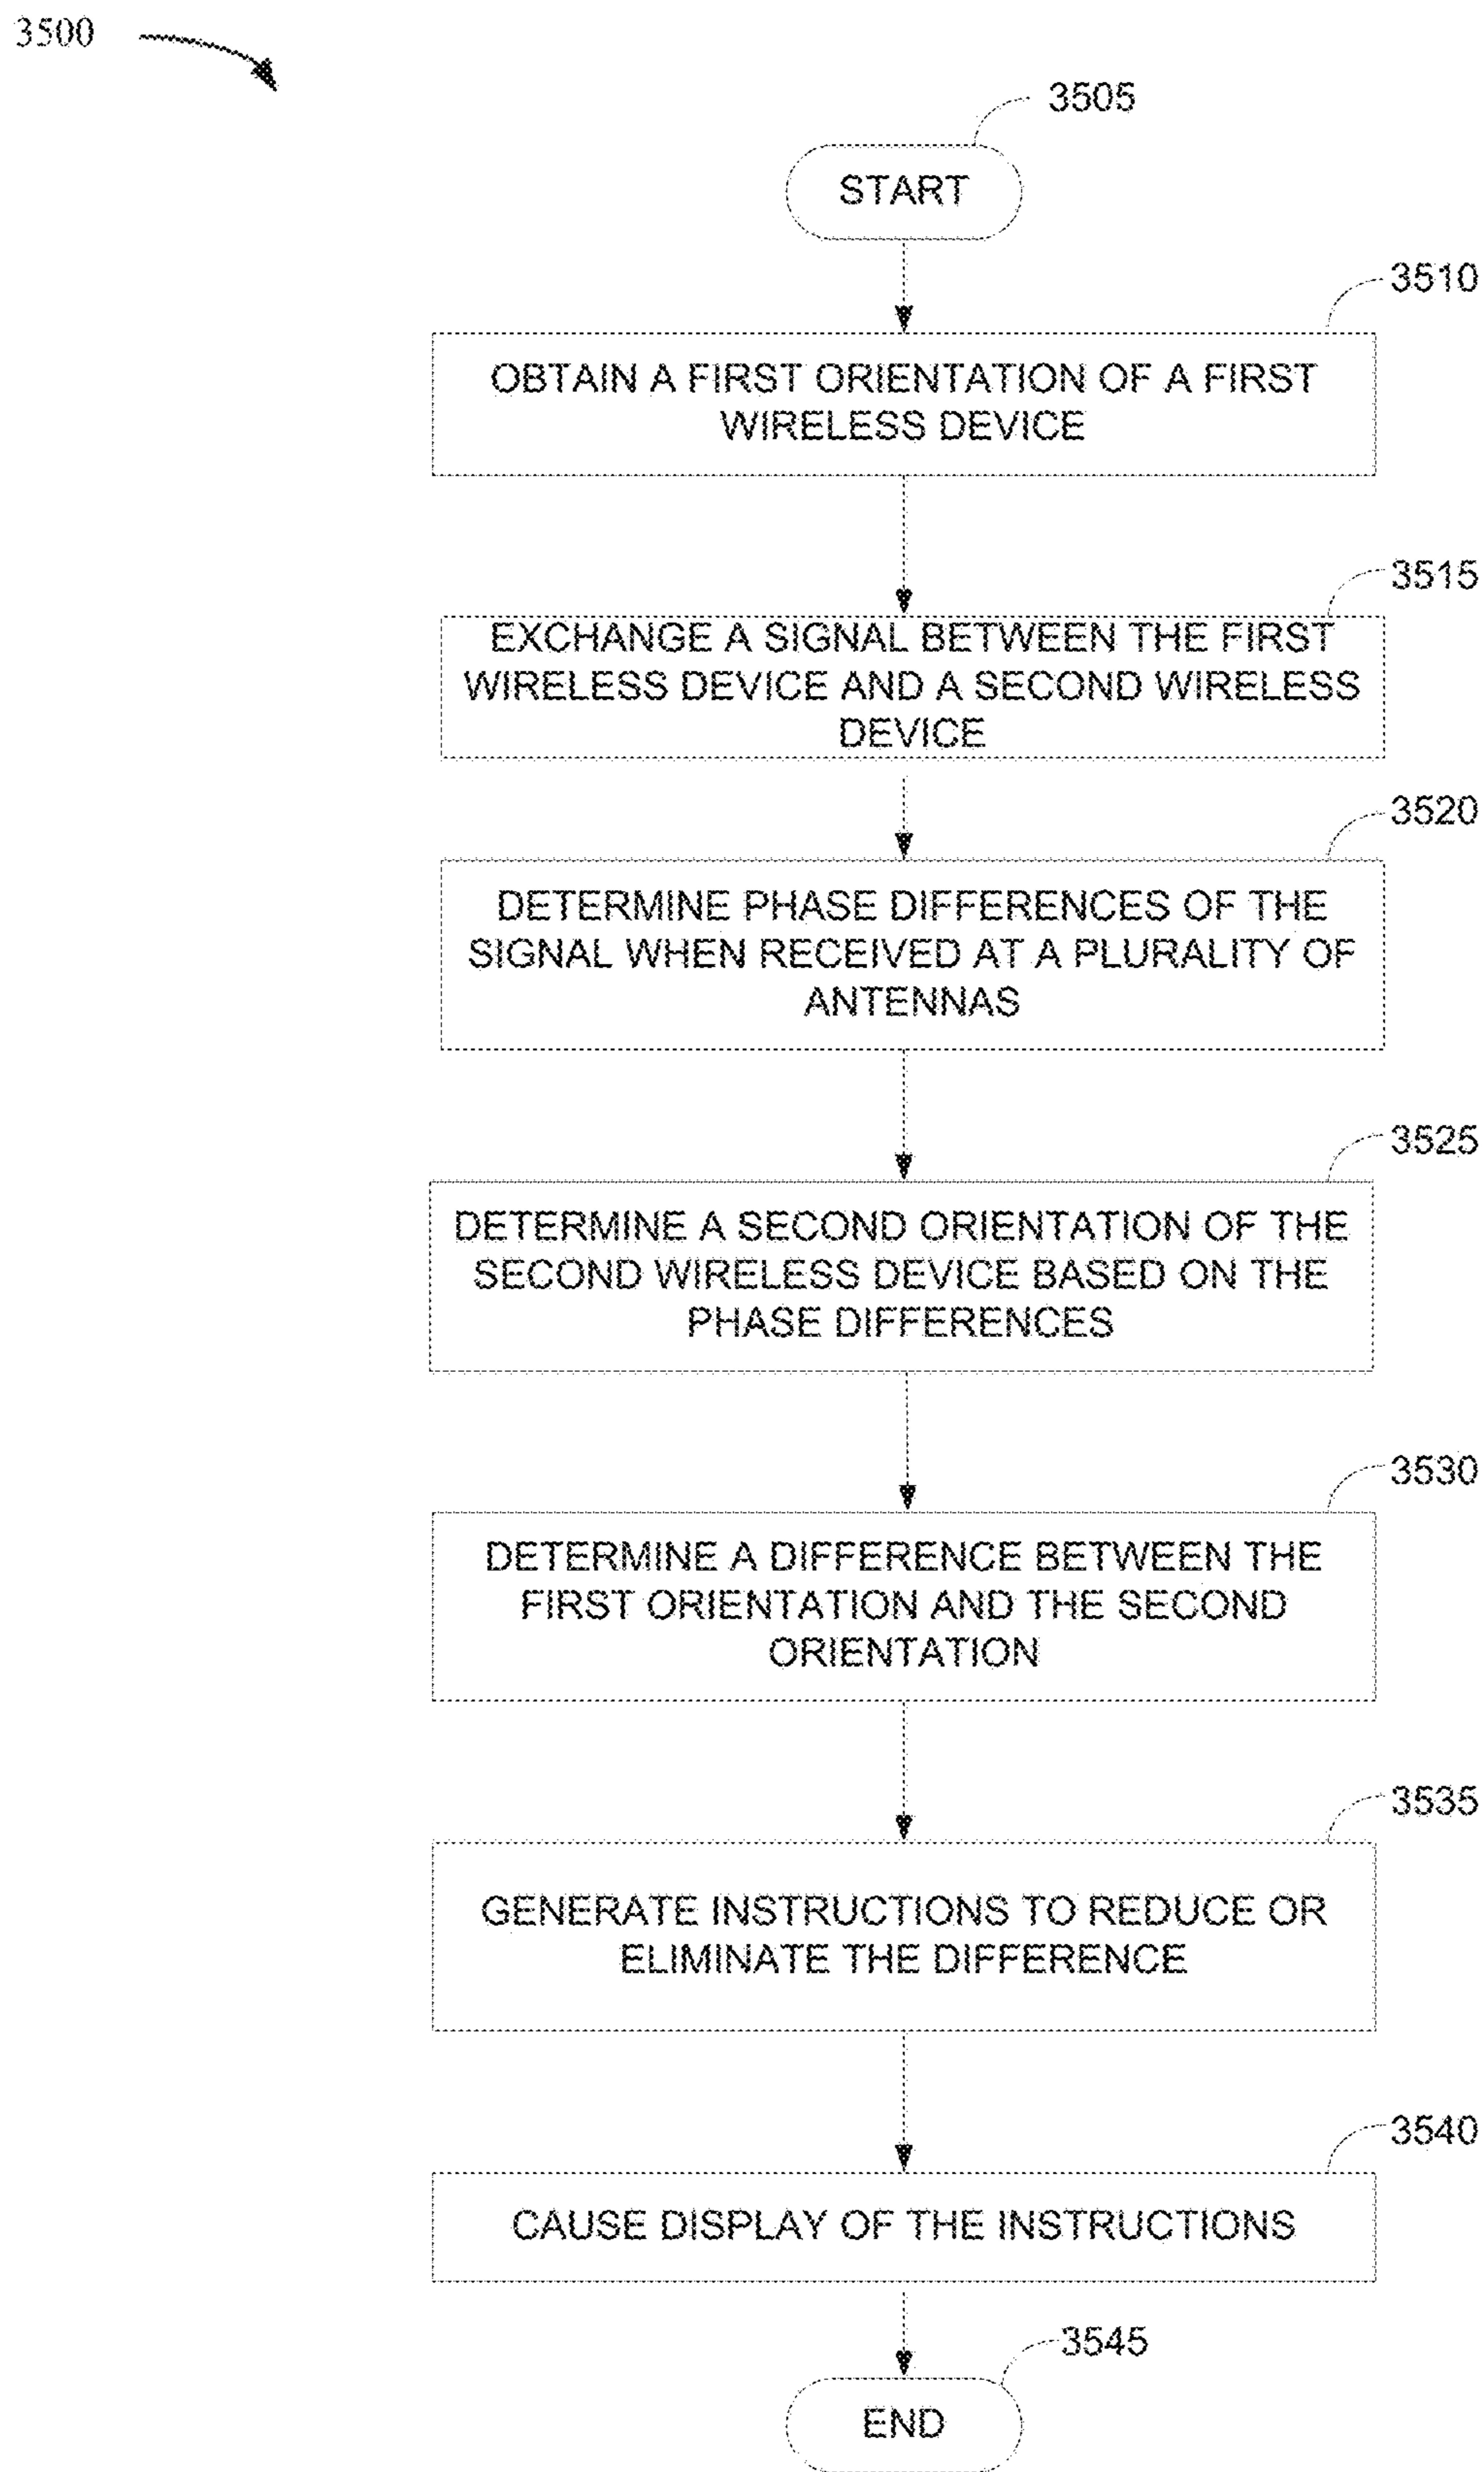 3500
3505
START
3510
OBTAIN A FIRST ORIENTATION OF A FIRST
WIRELESS DEVICE
3515
EXCHANGE A SIGNAL BETWEEN THE FIRST
WIRELESS DEVICE AND A SECOND WIRELESS
DEVICE
3520
DETERMINE PHASE DIFFERENCES OF THE
SIGNAL WHEN RECEIVED AT A PLURALITY OF
ANTENNAS
3525
DETERMINE A SECOND ORIENTATION OF THE
SECOND WIRELESS DEVICE BASED ON THE
PHASE DIFFERENCES
3530
DETERMINE A DIFFERENCE BETWEEN THE
FIRST ORIENTATION AND THE SECOND
ORIENTATION
3535
GENERATE INSTRUCTIONS TO REDUCE OR
ELIMINATE THE DIFFERENCE
3540
CAUSE DISPLAY OF THE INSTRUCTIONS
3545
END